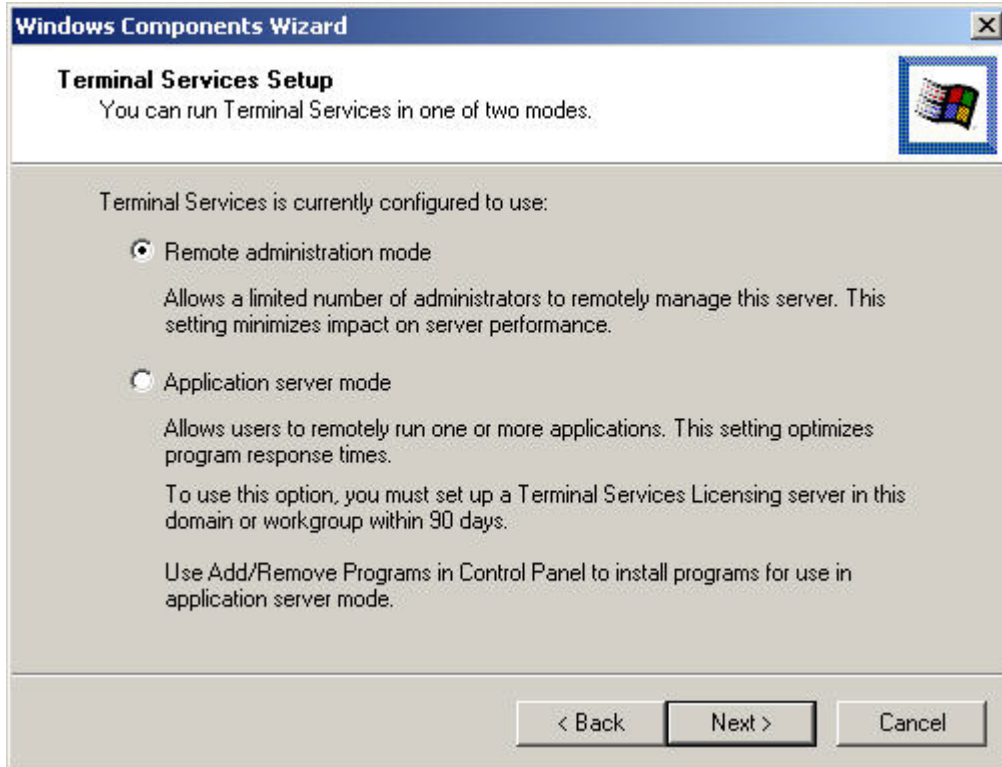 Windows Components Wizard
Terminal Services Setup
You can run Terminal Services in one of two modes.
Terminal Services is currently configured to use:
Remote administration mode
Allows a limited number of administrators to remotely manage this server. This
setting minimizes impact on server performance.
Application server mode
Allows users to remotely run one or more applications. This setting optimizes
program response times.
To use this option, you must set up a Terminal Services Licensing server in this
domain or workgroup within 90 days.
Use Add/Remove Programs in Control Panel to install programs for use in
application server mode.
< Back Next > Cancel